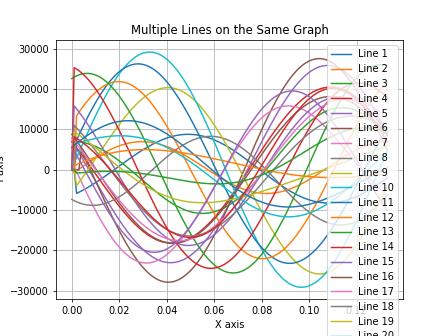 Multiple Lines on the Same Graph
30000
20000
10000
0
−10000
−20000
−30000
0.00
0.02
0.04
0.06
0.08
0.10
X axis
axis
Line 1
Line 2
Line 3
Line 4
Line 5
Line 6
Line 7
Line 8
Line 9
Line 10
Line 11
Line 12
Line 13
Line 14
Line 15
Line 16
Line 17
Line 18
Line 19
Line 20